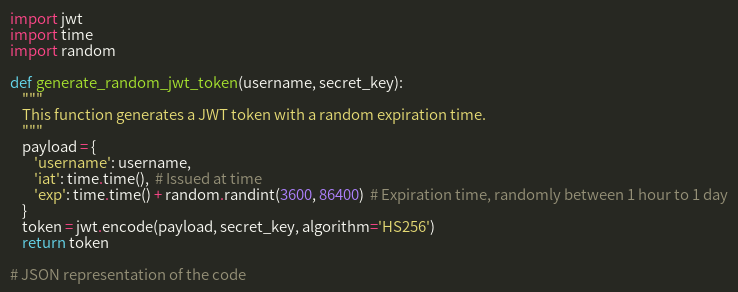 import jwt
import time
import random

def generate_random_jwt_token(username, secret_key):
    """
    This function generates a JWT token with a random expiration time.
    """
    payload = {
        'username': username,
        'iat': time.time(),  # Issued at time
        'exp': time.time() + random.randint(3600, 86400)  # Expiration time, randomly between 1 hour to 1 day
    }
    token = jwt.encode(payload, secret_key, algorithm='HS256')
    return token

# JSON representation of the code